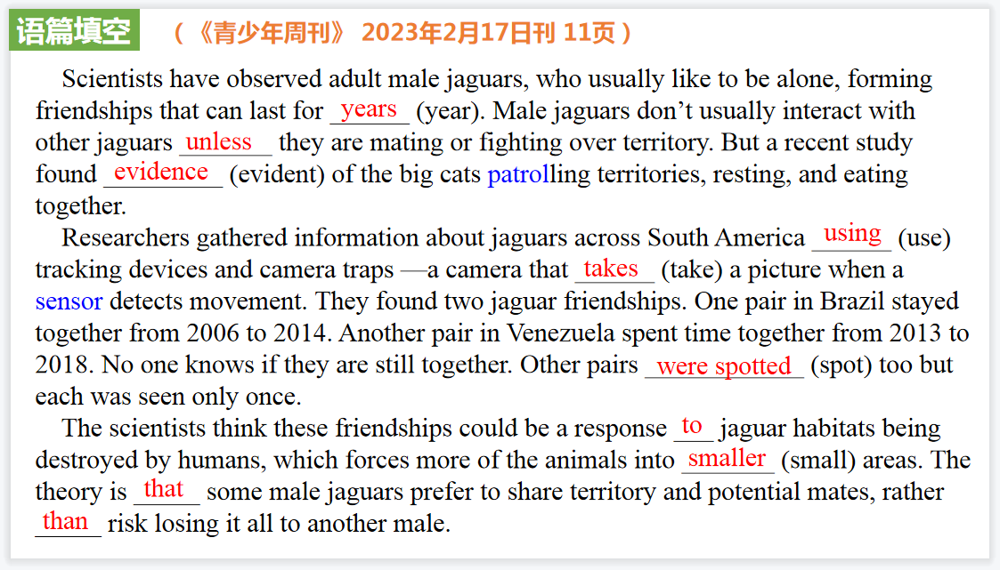 语篇填空 (《青少年周刊》 2023年2月17日刊 11页)
Scientists have observed adult male jaguars, who usually like to be alone, forming
friendships that can last for years (year). Male jaguars don’t usually interact with
other jaguars unless they are mating or fighting over territory. But a recent study
found evidence (evident) of the big cats patrolling territories, resting, and eating
together.
Researchers gathered information about jaguars across South America using (use)
tracking devices and camera traps —a camera that takes (take) a picture when a
sensor detects movement. They found two jaguar friendships. One pair in Brazil stayed
together from 2006 to 2014. Another pair in Venezuela spent time together from 2013 to
2018. No one knows if they are still together. Other pairs were spotted (spot) too but
each was seen only once.
The scientists think these friendships could be a response to jaguar habitats being
destroyed by humans, which forces more of the animals into smaller (small) areas. The
theory is that some male jaguars prefer to share territory and potential mates, rather
than risk losing it all to another male.